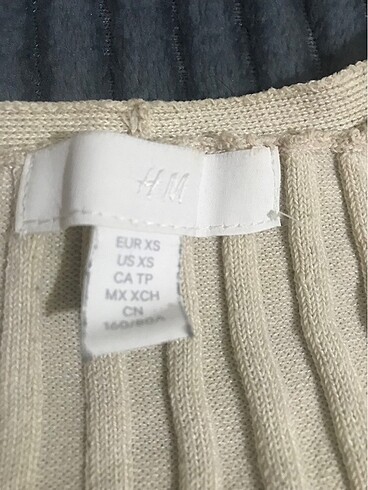 H&M
EUR XS
US XS
CA TP
MX XCH
CN